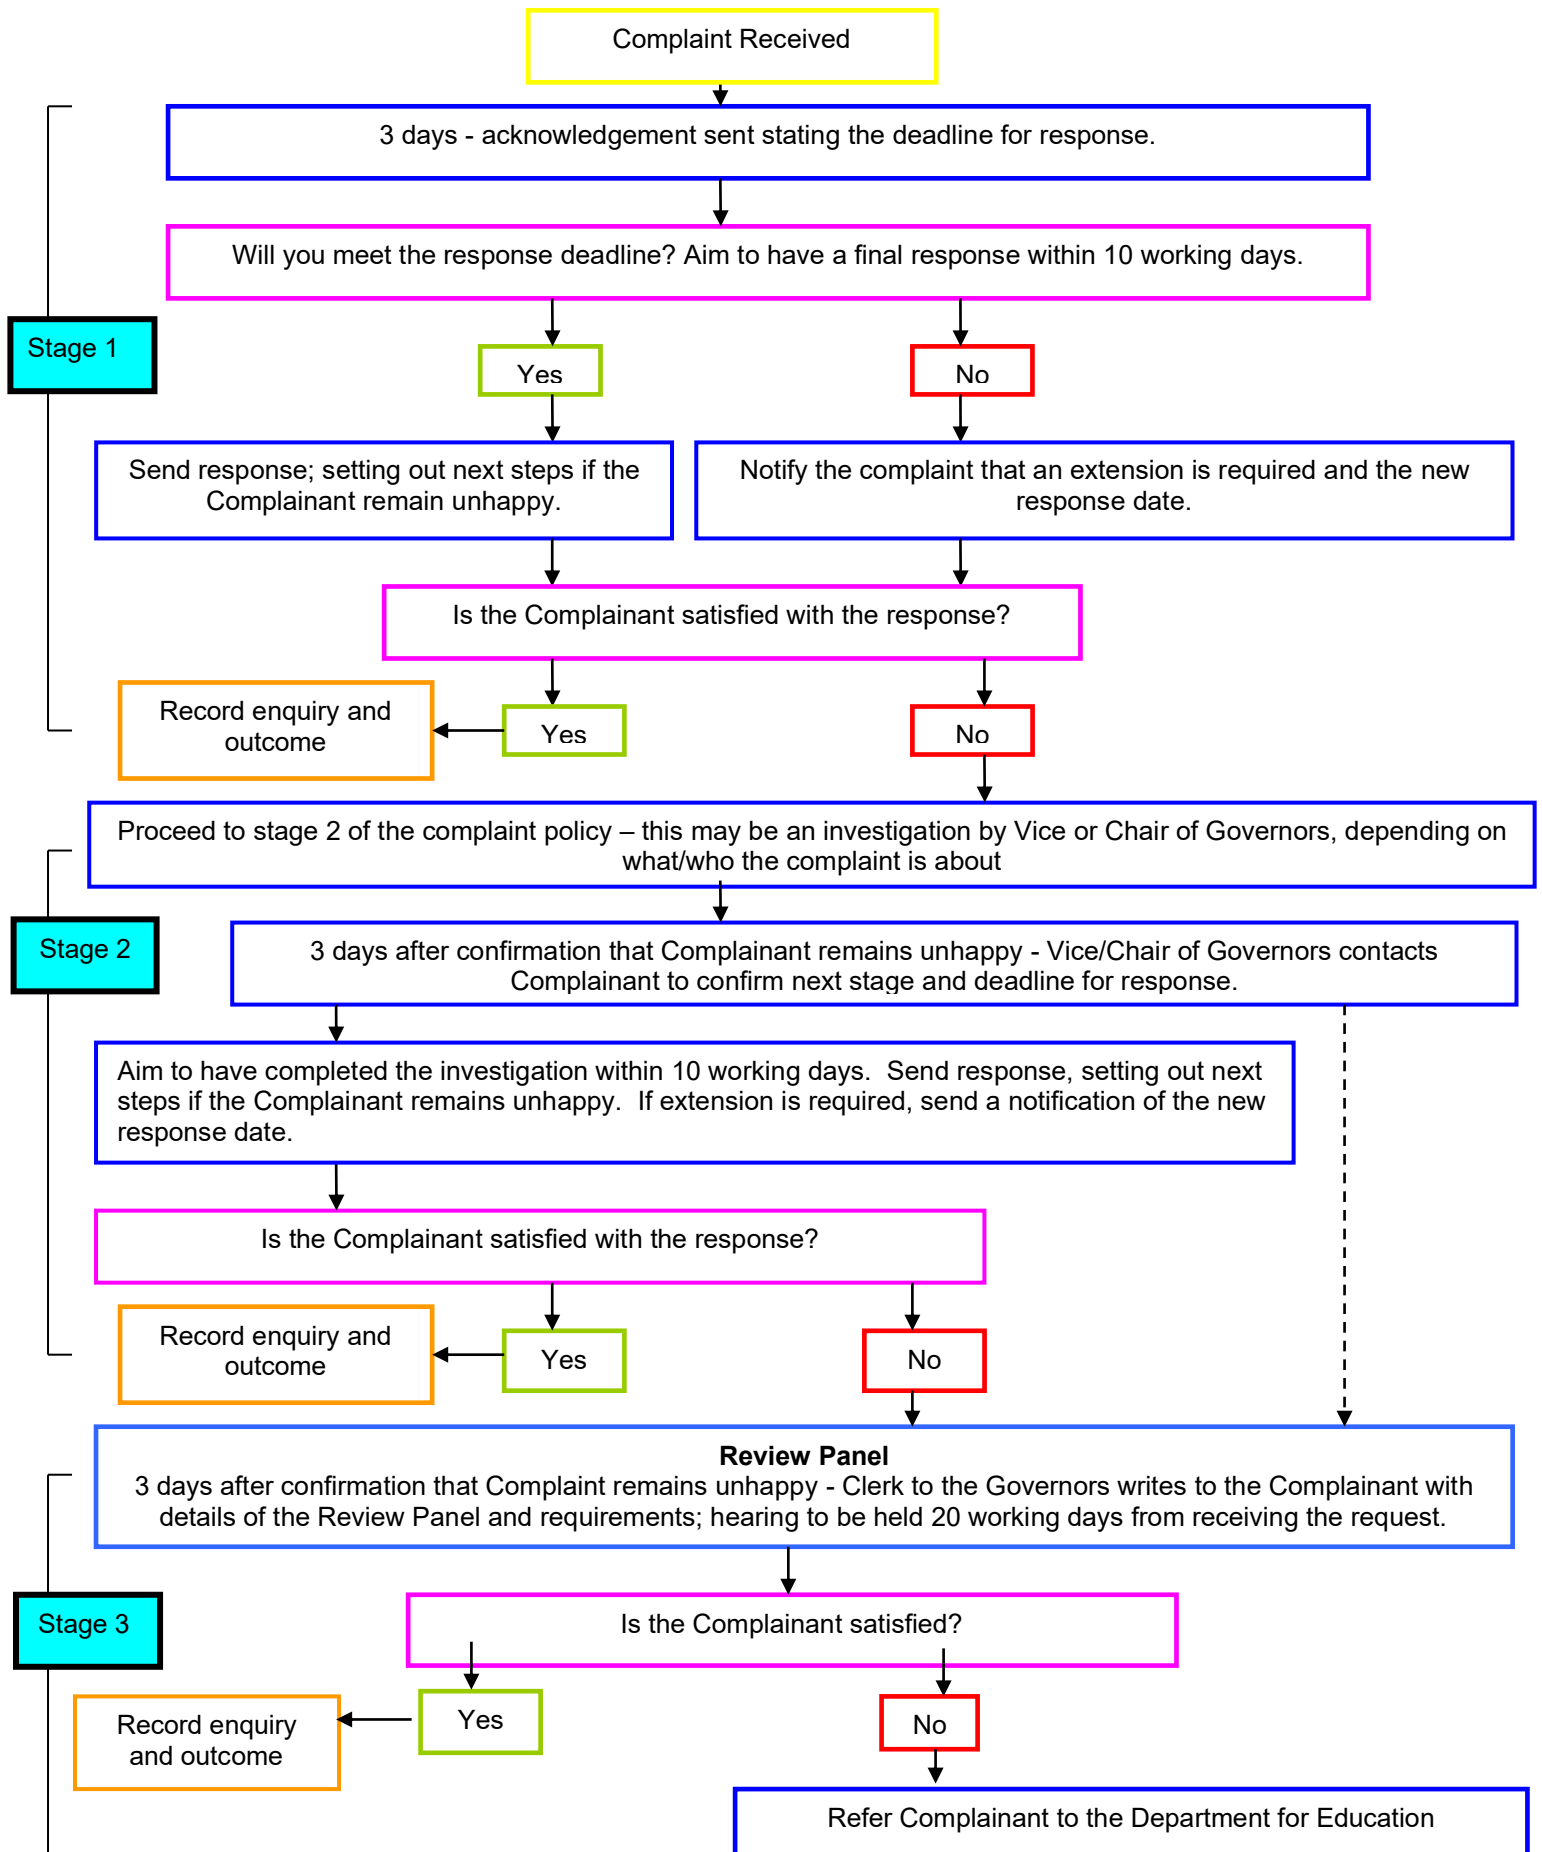 Complaint Received
3 days - acknowledgement sent stating the deadline for response.
Will you meet the response deadline? Aim to have a final response within 10 working days.
Stage 1
Yes
No
Send response; setting out next steps if the
Complainant remain unhappy.
Notify the complaint that an extension is required and the new
response date.
Is the Complainant satisfied with the response?
Record enquiry and
outcome
Yes
No
Proceed to stage 2 of the complaint policy – this may be an investigation by Vice or Chair of Governors, depending on
what/who the complaint is about
Stage 2
3 days after confirmation that Complainant remains unhappy - Vice/Chair of Governors contacts
Complainant to confirm next stage and deadline for response.
Aim to have completed the investigation within 10 working days.  Send response, setting out next
steps if the Complainant remains unhappy.  If extension is required, send a notification of the new
response date.
Is the Complainant satisfied with the response?
Record enquiry and
outcome
Yes
No
Review Panel
3 days after confirmation that Complaint remains unhappy - Clerk to the Governors writes to the Complainant with
details of the Review Panel and requirements; hearing to be held 20 working days from receiving the request.
Stage 3
Is the Complainant satisfied?
Record enquiry
and outcome
Yes
No
Refer Complainant to the Department for Education